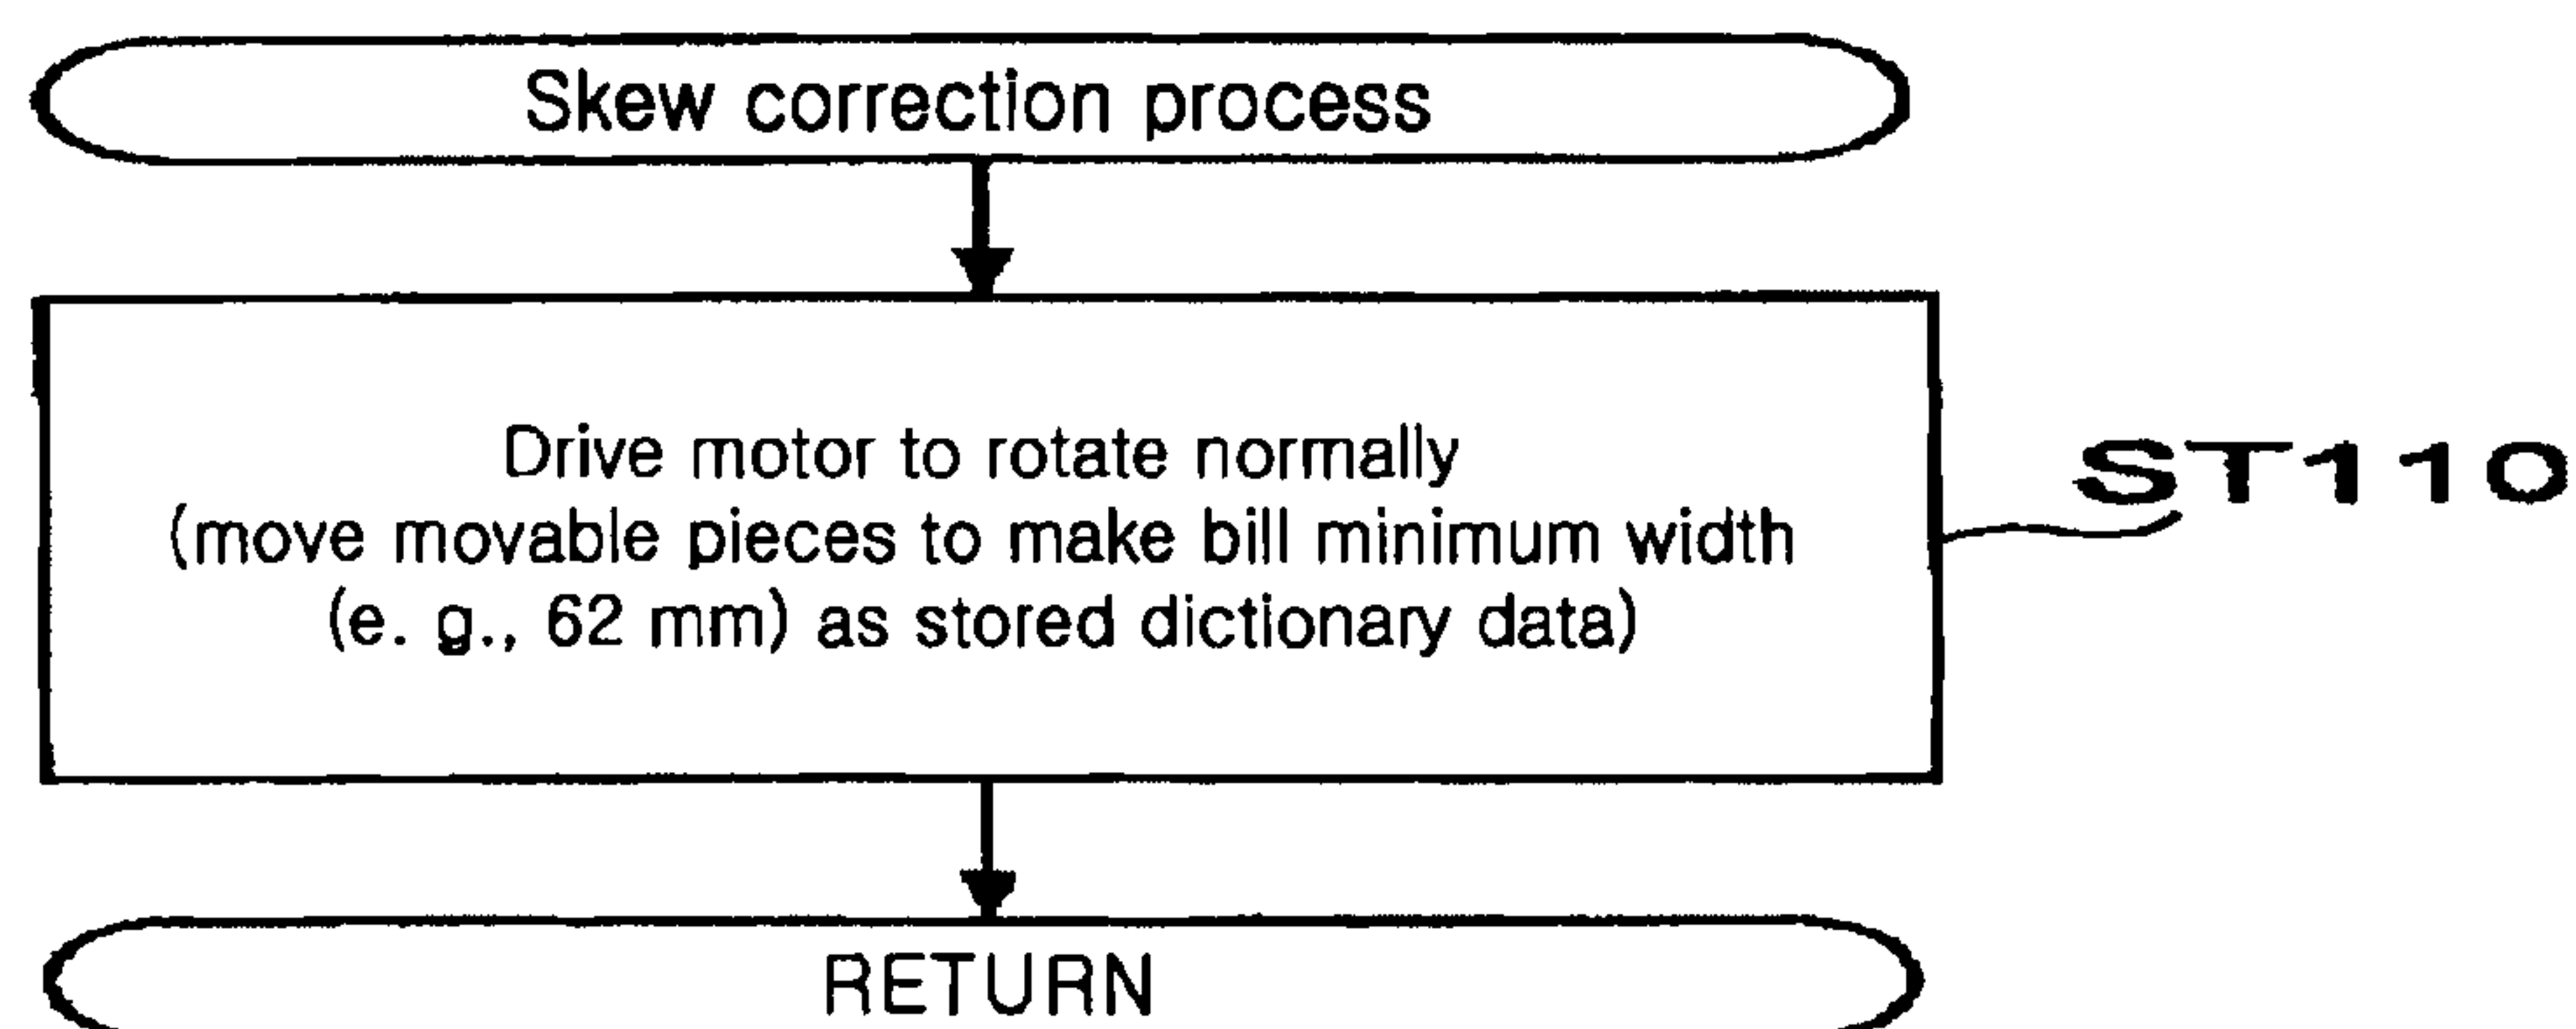 Skew correction process
Drive motor to rotate normally
(move movable pieces to make bill minimum width
(e. g., 62 mm) as stored dictionary data)
ST110
RETURN